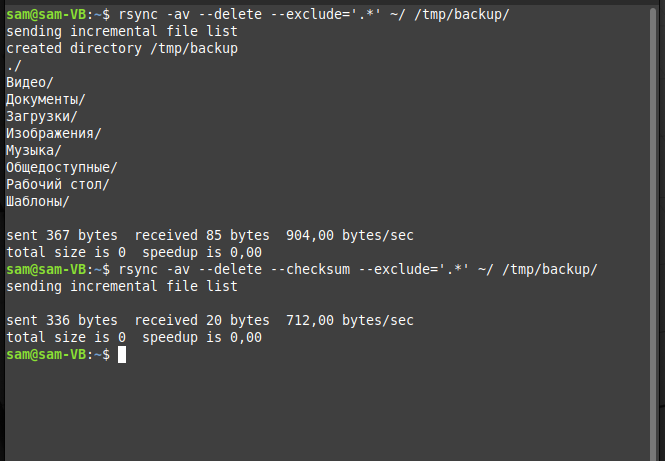 sam@sam-VB:~$ rsync -av --delete --exclude='.*' ~/ /tmp/backup/
sending incremental file list
created directory /tmp/backup
./
Видео/
Документы/
Загрузки/
Изображения/
Музыка/
Общедоступные/
Рабочий стол/
Шаблоны/
sent 367 bytes  received 85 bytes  904,00 bytes/sec
total size is 0  speedup is 0,00
sam@sam-VB:~$ rsync -av --delete --checksum --exclude='.*' ~/ /tmp/backup/
sending incremental file list
sent 336 bytes  received 20 bytes  712,00 bytes/sec
total size is 0  speedup is 0,00
sam@sam-VB:~$